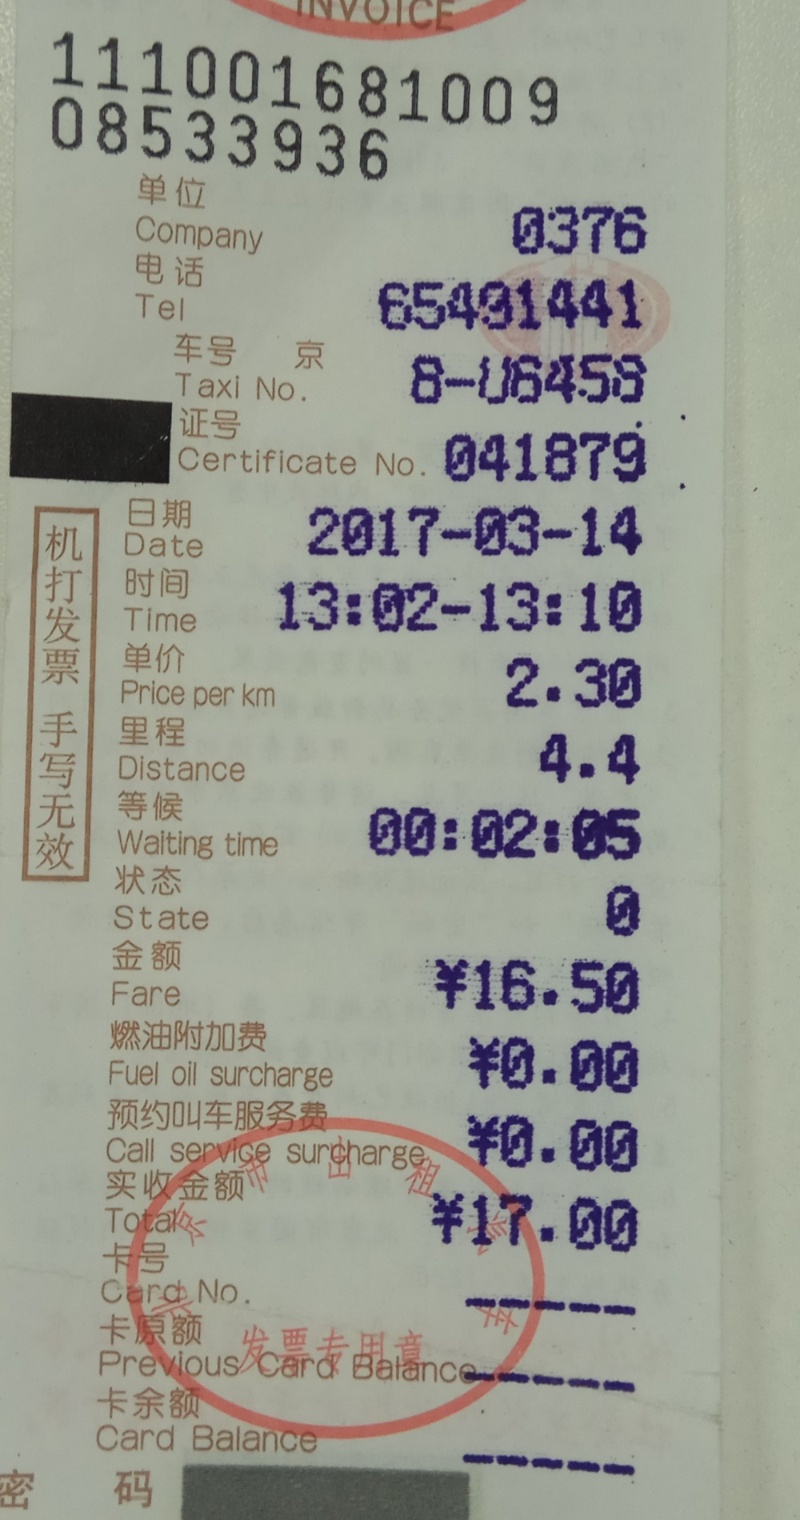 INVOICE
111001681009
08533936
单位
Company 0376
电话
Tel 65401441
车号 京
Taxi No. B-U6458
证号
Certificate No. 041879
日期
Date 2017-03-14
时间
Time 13:02-13:10
单价
Price per km 2.30
里程
Distance 4.4
等候
Waiting time 00:02:05
状态
State 0
金额
Fare ¥16.50
燃油附加费
Fuel oil surcharge ¥0.00
预约叫车服务费
Call service surcharge ¥0.00
实收金额
Total ¥17.00
卡号
Card No. -----
卡原额
Previous Card Balance -----
卡余额
Card Balance -----
密 码
机打发票 手写无效
北京市出租汽车
发票专用章